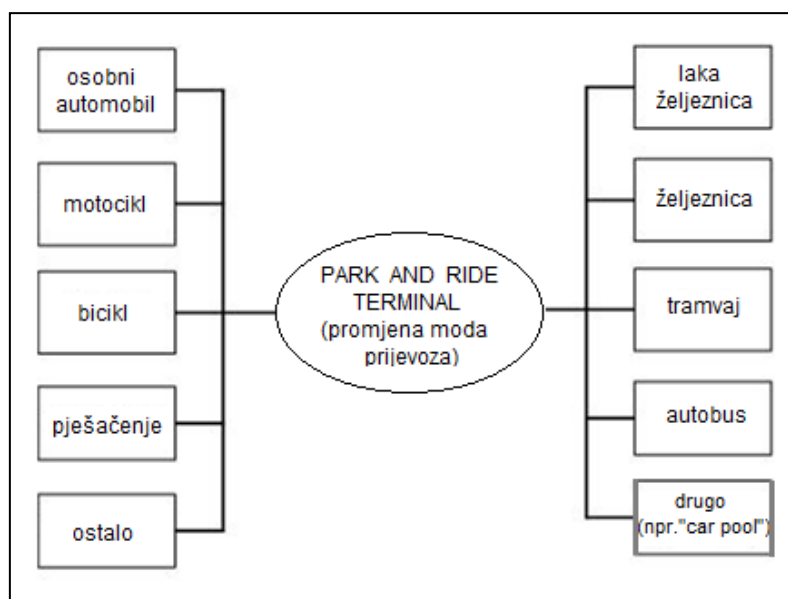 osobni
automobil
motocikl
bicikl
pješačenje
ostalo
PARK AND RIDE
TERMINAL
(promjena moda
prijevoza)
laka
željeznica
željeznica
tramvaj
autobus
drugo
(npr."car pool")